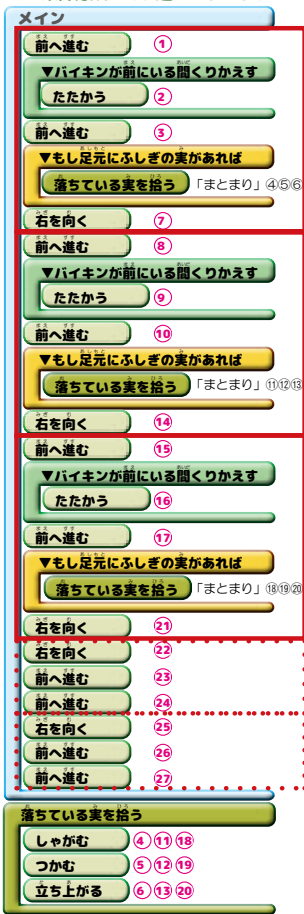 メイン
前へ進む ①
▼バイキンが前にいる間くりかえす
たたかう ②
前へ進む ③
▼もし足元にふしぎの実があれば
落ちている実を拾う 「まとまり」④⑤⑥
右を向く ⑦
前へ進む ⑧
▼バイキンが前にいる間くりかえす
たたかう ⑨
前へ進む ⑩
▼もし足元にふしぎの実があれば
落ちている実を拾う 「まとまり」⑪⑫⑬
右を向く ⑭
前へ進む ⑮
▼バイキンが前にいる間くりかえす
たたかう ⑯
前へ進む ⑰
▼もし足元にふしぎの実があれば
落ちている実を拾う 「まとまり」⑱⑲⑳
右を向く ㉑
右を向く ㉒
前へ進む ㉓
前へ進む ㉔
右を向く ㉕
前へ進む ㉖
前へ進む ㉗
落ちている実を拾う
しゃがむ ④⑪⑱
つかむ ⑤⑫⑲
立ち上がる ⑥⑬⑳